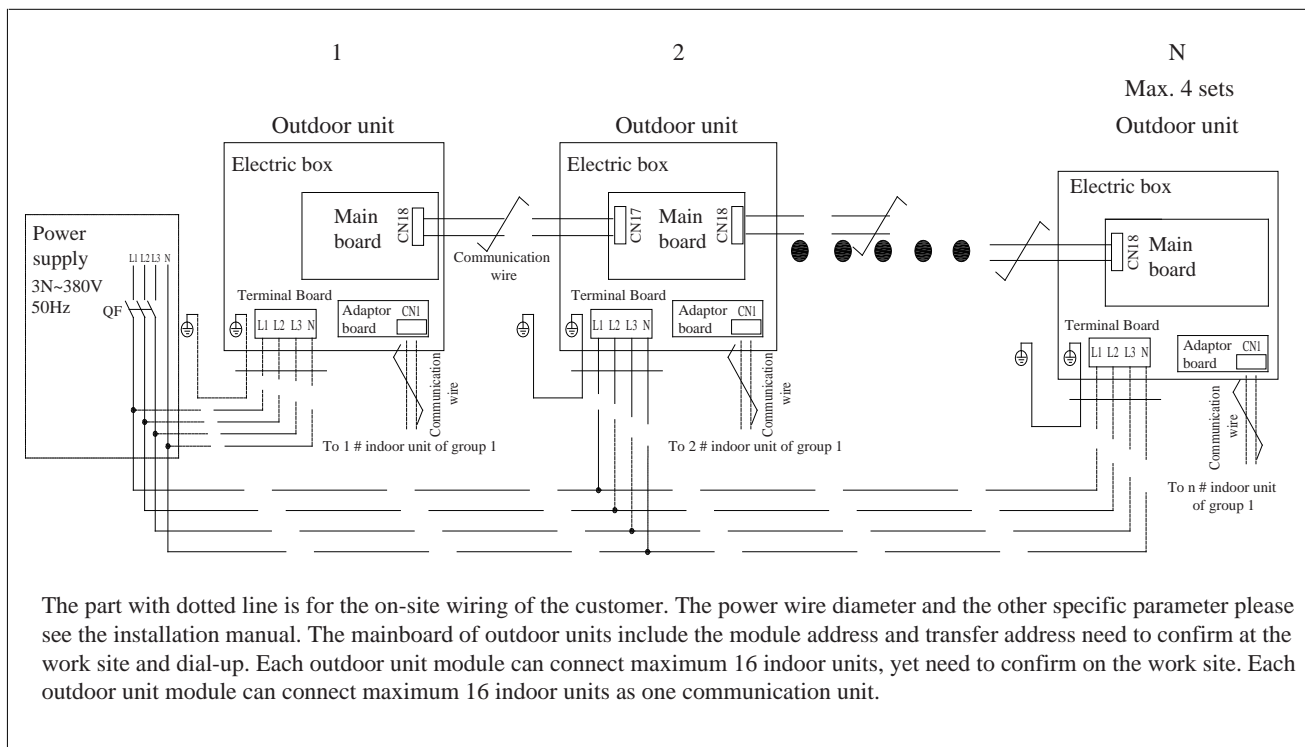 1
2
N
Max. 4 sets
Outdoor unit
Outdoor unit
Outdoor unit
Electric box
Electric box
Electric box
Main
board
CN18
CN17
Main
board
CN18
CN18
Main
board
Communication
wire
Power
supply
3N~380V
50Hz
L1 L2 L3 N
QF
Terminal Board
L1 L2 L3 N
Adaptor
board
CN1
Communication
wire
To 1 # indoor unit of group 1
Terminal Board
L1 L2 L3 N
Adaptor
board
CN1
Communication
wire
To 2 # indoor unit of group 1
Terminal Board
L1 L2 L3 N
Adaptor
board
CN1
Communication
wire
To n # indoor unit
of group 1
The part with dotted line is for the on-site wiring of the customer. The power wire diameter and the other specific parameter please
see the installation manual. The mainboard of outdoor units include the module address and transfer address need to confirm at the
work site and dial-up. Each outdoor unit module can connect maximum 16 indoor units, yet need to confirm on the work site. Each
outdoor unit module can connect maximum 16 indoor units as one communication unit.